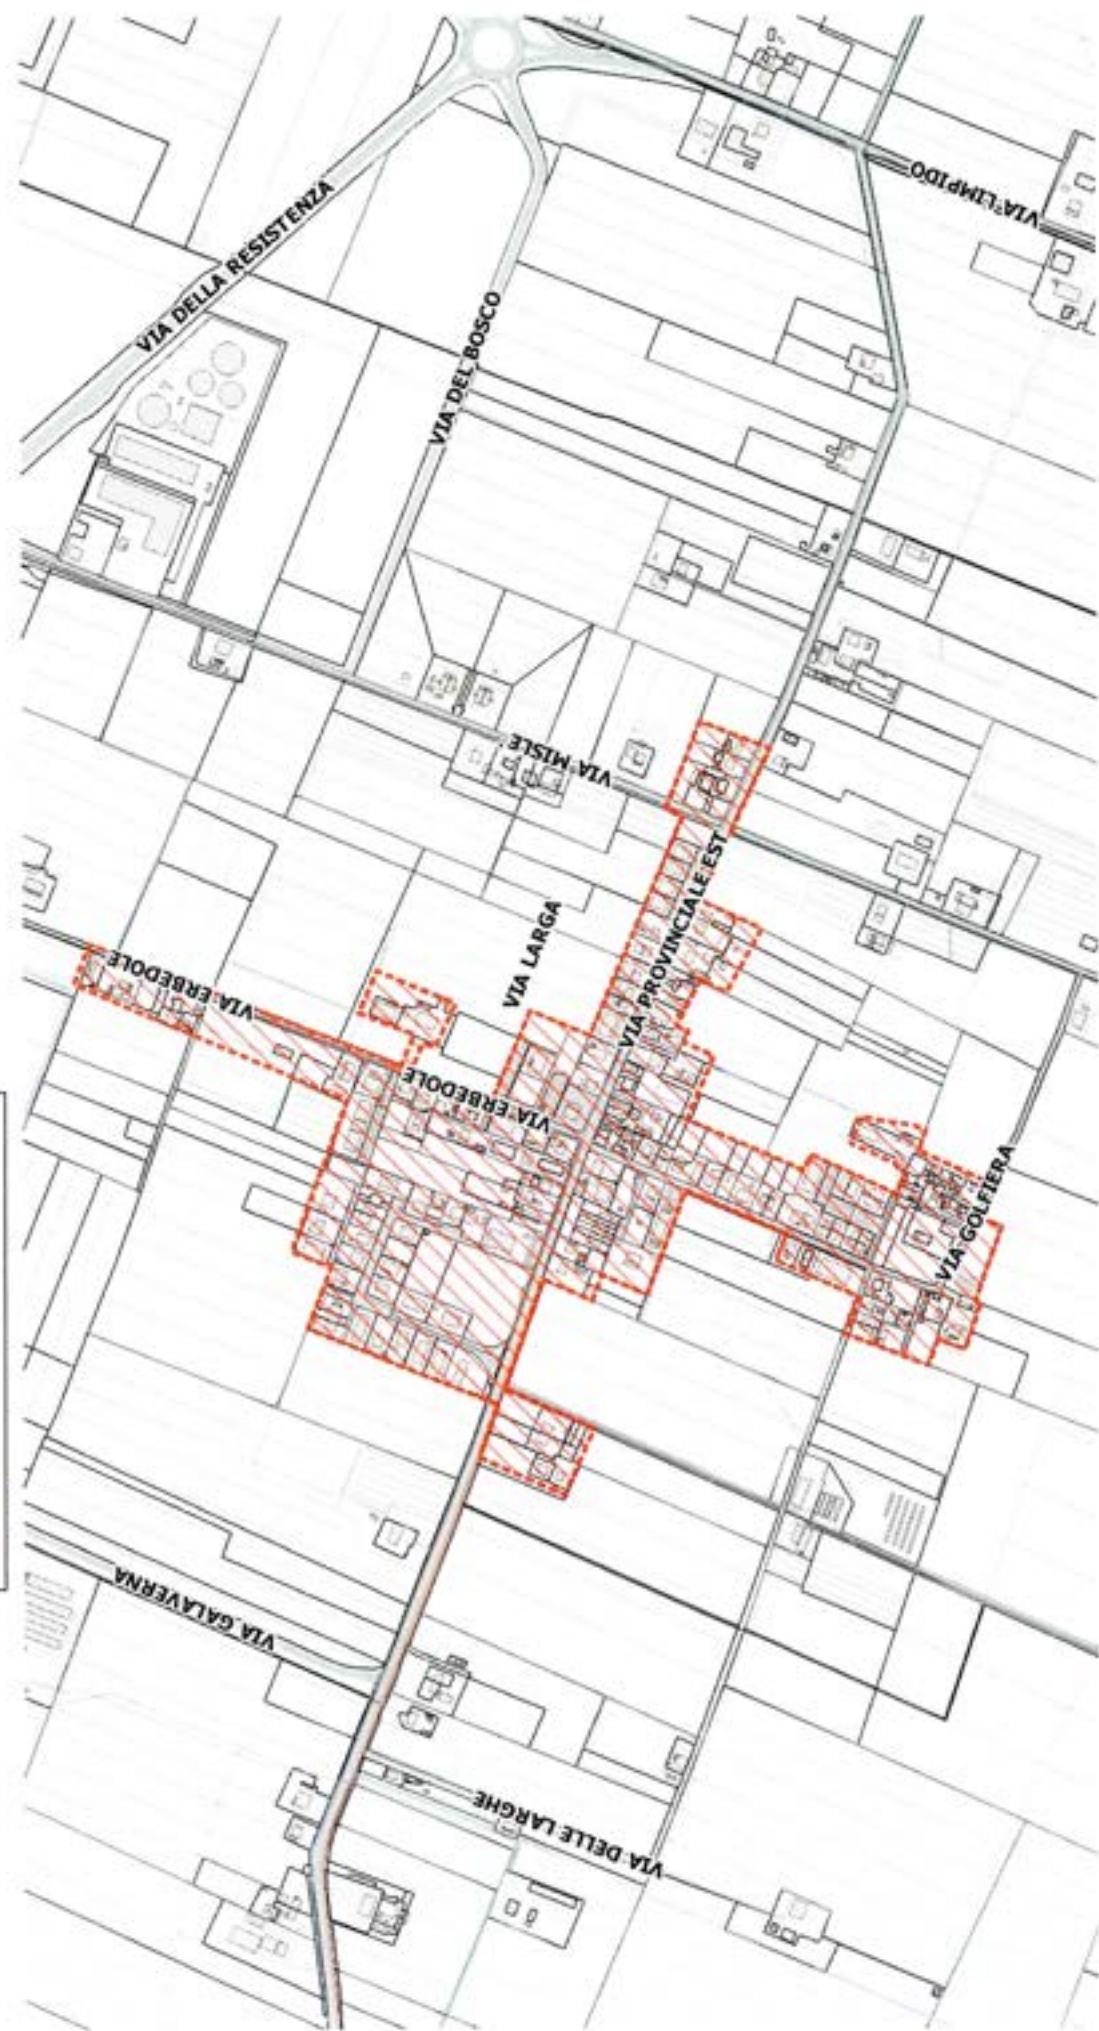 VIA LIMPIDO
VIA DELLA RESISTENZA
VIA DEL BOSCO
VIA MISLE
VIA PROVINCIALE EST
VIA LARGA
VIA ERBEDOLE
VIA ERBEDOLE
VIA GOLFIERA
VIA GALAVERNA
VIA DELLE LARGHE